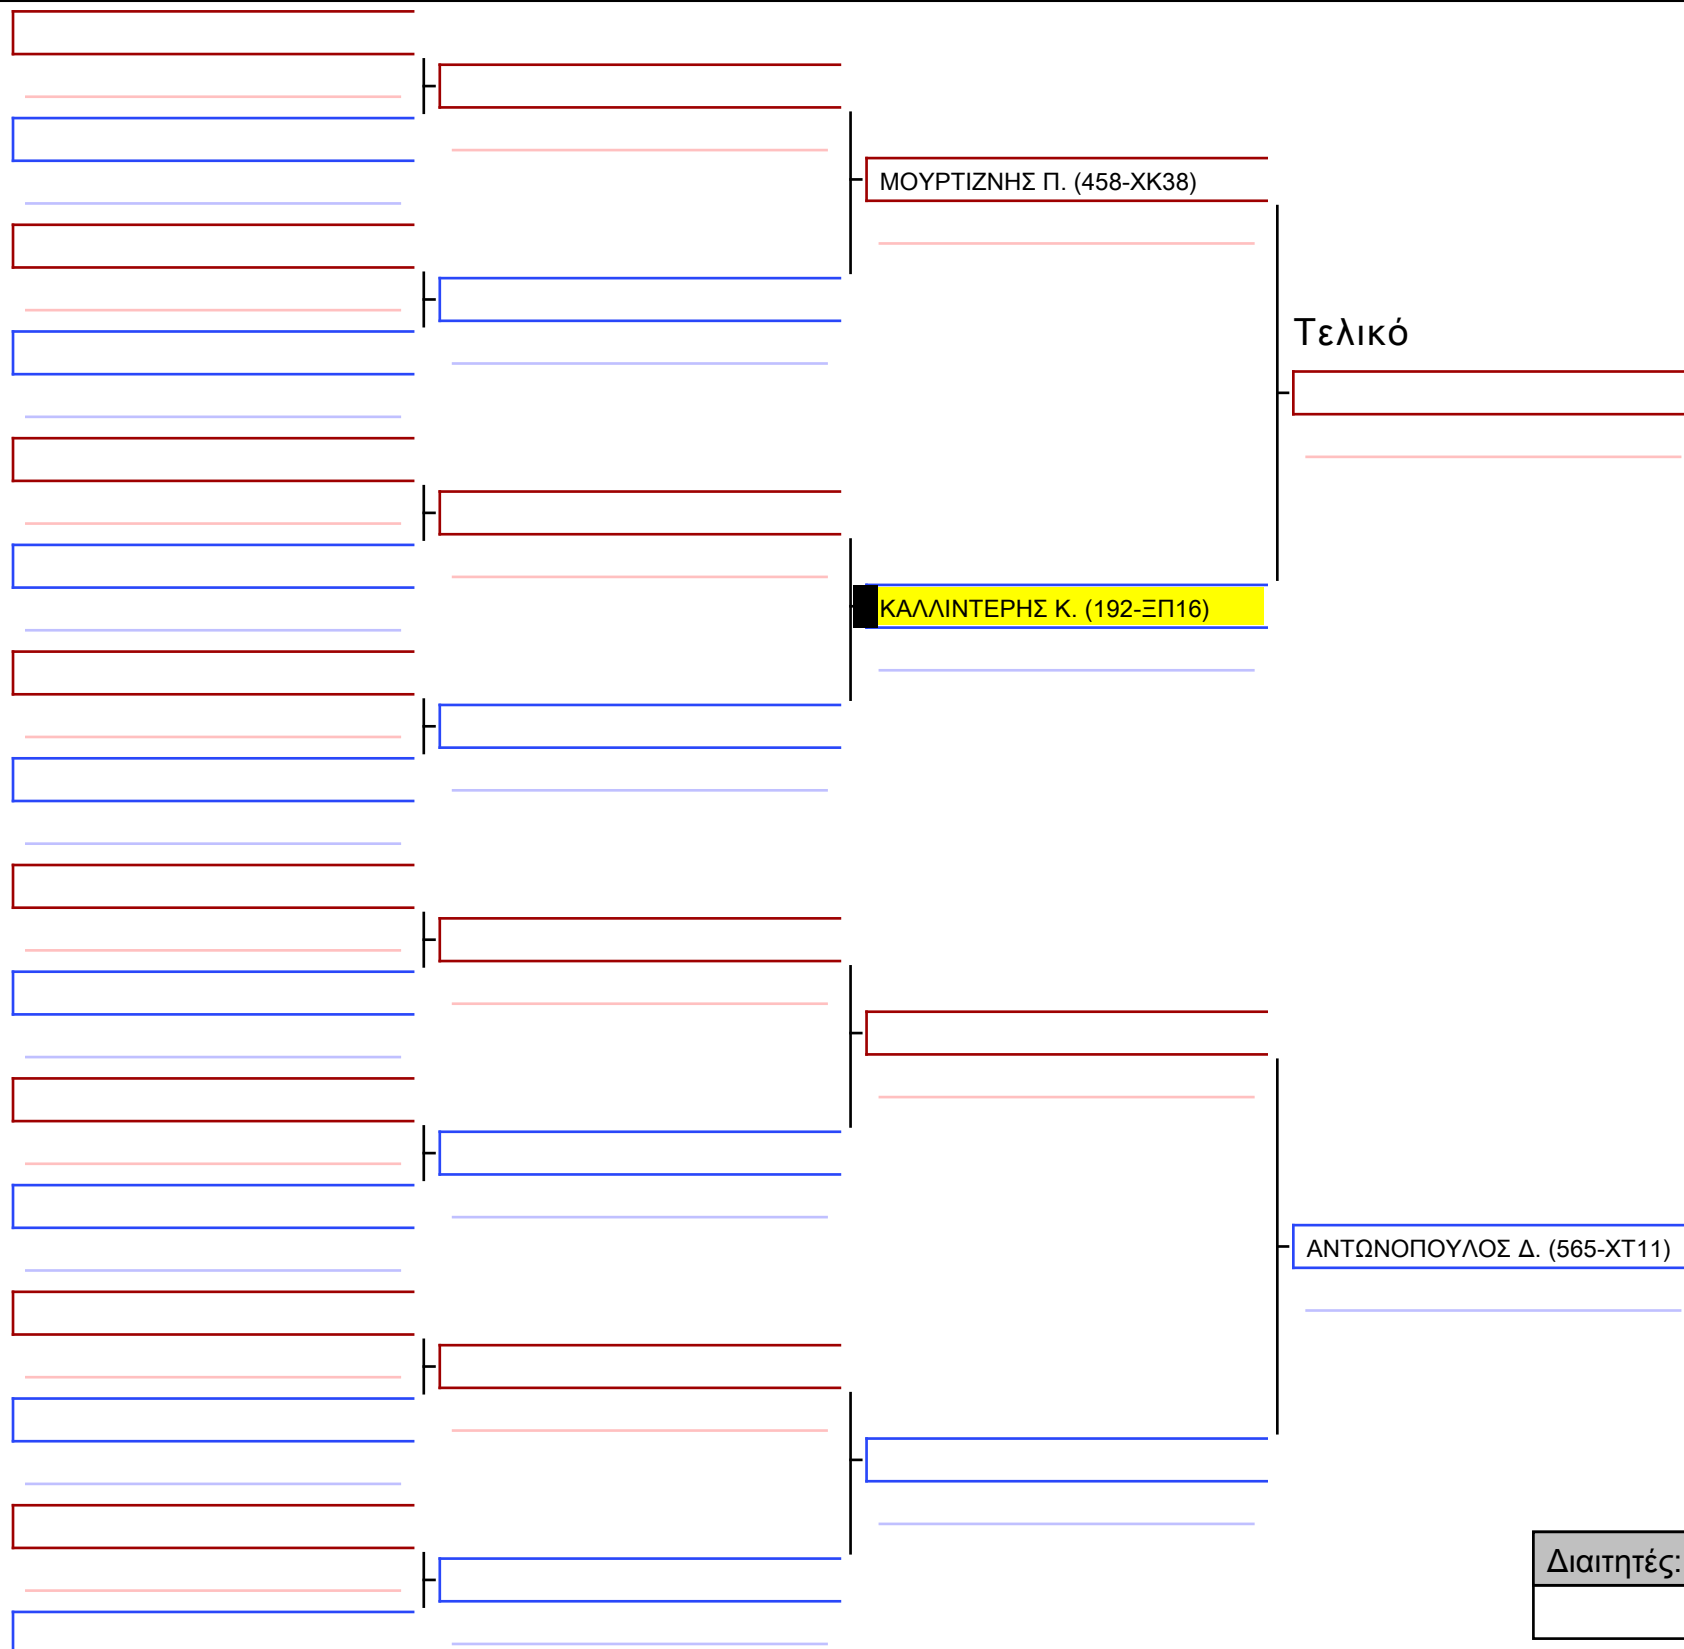 ΜΟΥΡΤΙΖΝΗΣ Π. (458-ΧΚ38)
Τελικό
ΚΑΛΛΙΝΤΕΡΗΣ Κ. (192-ΞΠ16)
ΑΝΤΩΝΟΠΟΥΛΟΣ Δ. (565-ΧΤ11)
Διαιτητές: